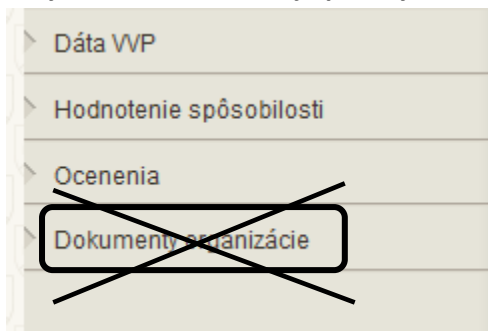 Dáta VVP
Hodnotenie spôsobilosti
Ocenenia
Dokumenty organizácie